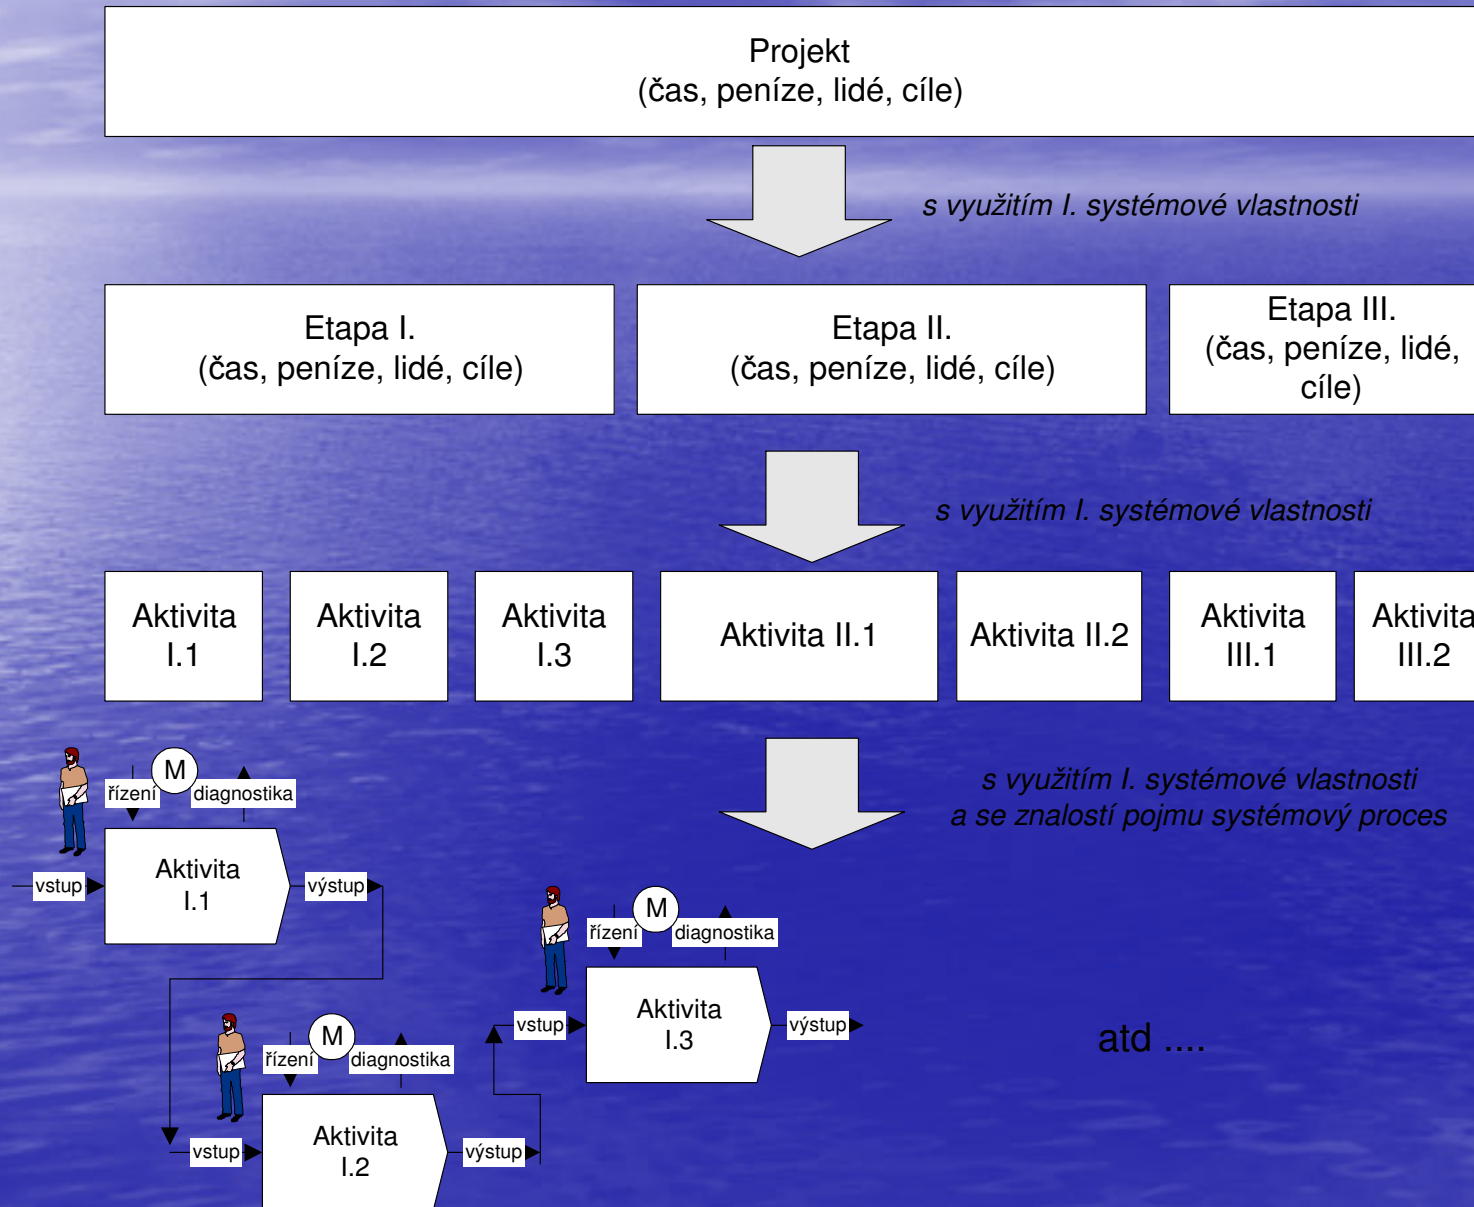 Projekt
(čas, peníze, lidé, cíle)
s využitím I. systémové vlastnosti
Etapa I.
(čas, peníze, lidé, cíle)
Etapa II.
(čas, peníze, lidé, cíle)
Etapa III.
(čas, peníze, lidé,
cíle)
s využitím I. systémové vlastnosti
Aktivita
I.1
Aktivita
I.2
Aktivita
I.3
Aktivita II.1
Aktivita II.2
Aktivita
III.1
Aktivita
III.2
s využitím I. systémové vlastnosti
a se znalostí pojmu systémový proces
M
řízení
diagnostika
Aktivita
I.1
vstup
výstup
M
řízení
diagnostika
Aktivita
I.3
vstup
výstup
atd ....
M
řízení
diagnostika
Aktivita
I.2
vstup
výstup